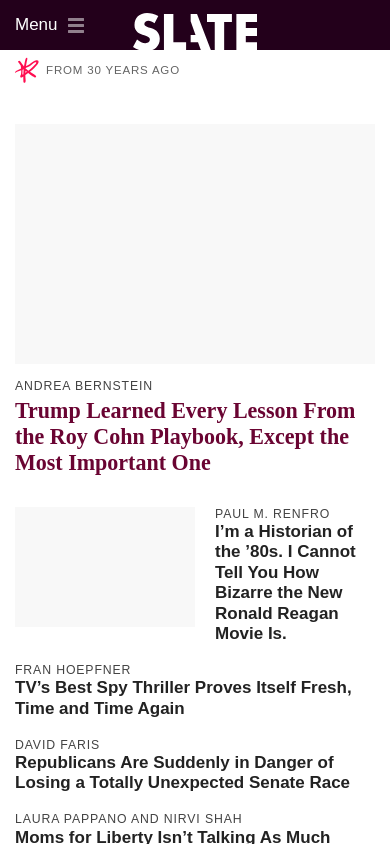 Menu
SLATE
FROM 30 YEARS AGO
ANDREA BERNSTEIN
Trump Learned Every Lesson From
the Roy Cohn Playbook, Except the
Most Important One
PAUL M. RENFRO
I’m a Historian of
the ’80s. I Cannot
Tell You How
Bizarre the New
Ronald Reagan
Movie Is.
FRAN HOEPFNER
TV’s Best Spy Thriller Proves Itself Fresh,
Time and Time Again
DAVID FARIS
Republicans Are Suddenly in Danger of
Losing a Totally Unexpected Senate Race
LAURA PAPPANO AND NIRVI SHAH
Moms for Liberty Isn’t Talking As Much